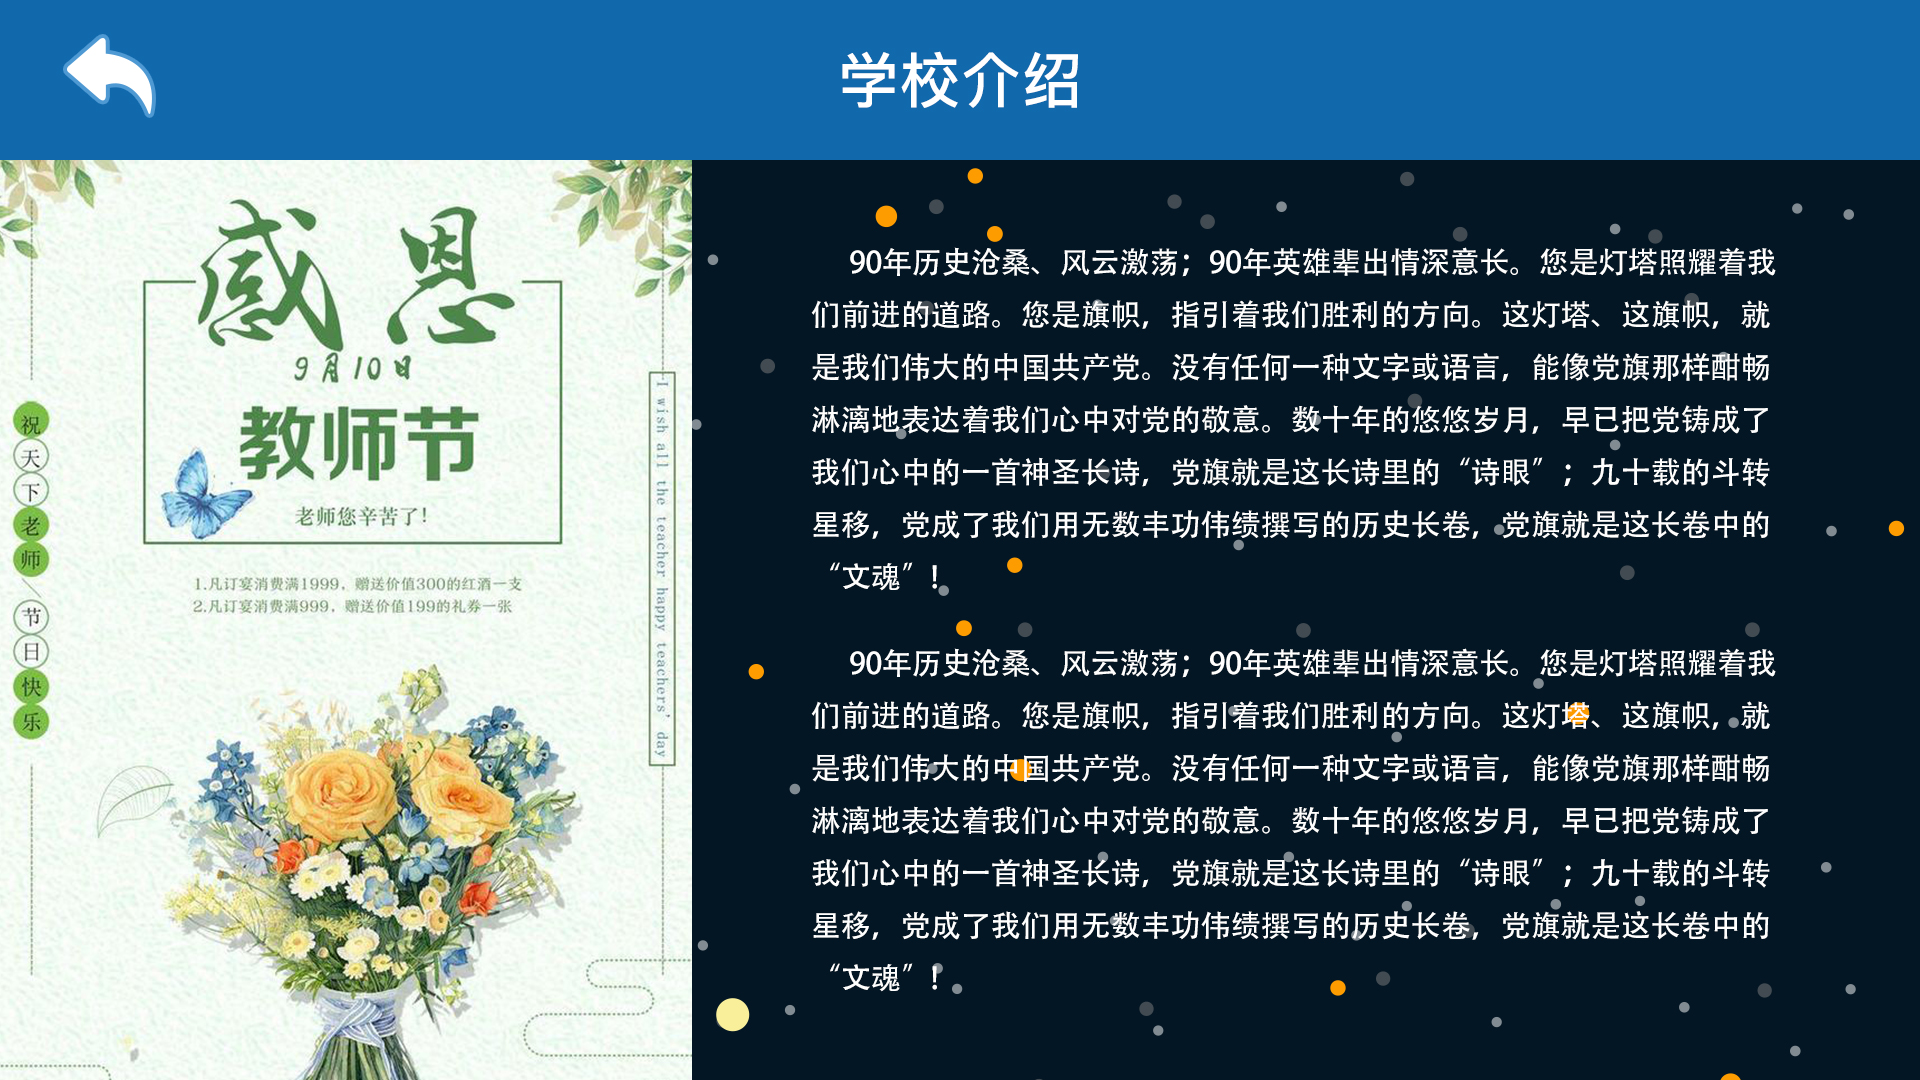 学校介绍
感恩
9月10日
教师节
老师您辛苦了!
1.凡订宴消费满1999，赠送价值300的红酒一支
2.凡订宴消费满999，赠送价值199的礼券一张
祝天下老师
节日快乐
I wish all the teacher happy teachers' day
90年历史沧桑、风云激荡；90年英雄辈出情深意长。您是灯塔照耀着我
们前进的道路。您是旗帜，指引着我们胜利的方向。这灯塔、这旗帜，就
是我们伟大的中国共产党。没有任何一种文字或语言，能像党旗那样酣畅
淋漓地表达着我们心中对党的敬意。数十年的悠悠岁月，早已把党铸成了
我们心中的一首神圣长诗，党旗就是这长诗里的“诗眼”；九十载的斗转
星移，党成了我们用无数丰功伟绩撰写的历史长卷，党旗就是这长卷中的
“文魂”！
90年历史沧桑、风云激荡；90年英雄辈出情深意长。您是灯塔照耀着我
们前进的道路。您是旗帜，指引着我们胜利的方向。这灯塔、这旗帜，就
是我们伟大的中国共产党。没有任何一种文字或语言，能像党旗那样酣畅
淋漓地表达着我们心中对党的敬意。数十年的悠悠岁月，早已把党铸成了
我们心中的一首神圣长诗，党旗就是这长诗里的“诗眼”；九十载的斗转
星移，党成了我们用无数丰功伟绩撰写的历史长卷，党旗就是这长卷中的
“文魂”！